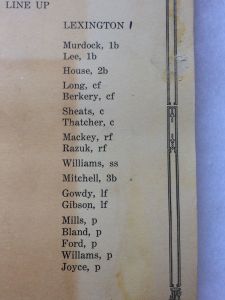 LINE UP
LEXINGTON
Murdock, 1b
Lee, 1b
House, 2b
Long, cf
Berkery, cf
Sheats, c
Thatcher, c
Mackey, rf
Razuk, rf
Williams, ss
Mitchell, 3b
Gowdy, lf
Gibson, lf
Mills, p
Bland, p
Ford, p
Willams, p
Joyce, p